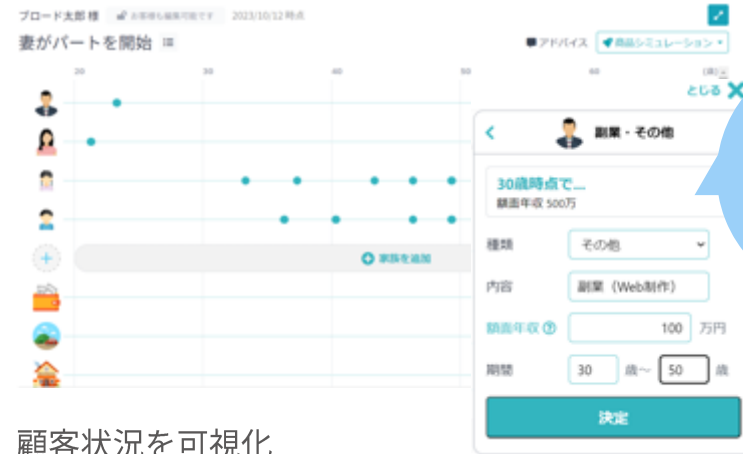 ブロード太郎 様 お客様も編集可能です 2023/10/12 時点
妻がパートを開始
アドバイス 商品シミュレーション
20 30 40 50 60 (歳)
とじる
副業・その他
30歳時点で...
額面年収 500万
種類 その他
内容 副業（Web制作）
額面年収 100 万円
期間 30 歳〜 50 歳
決定
家族を追加
顧客状況を可視化